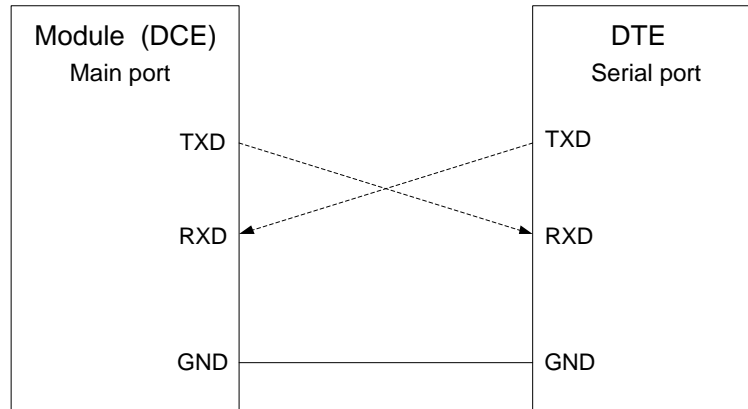 Module (DCE)
Main port
TXD
RXD
GND
DTE
Serial port
TXD
RXD
GND